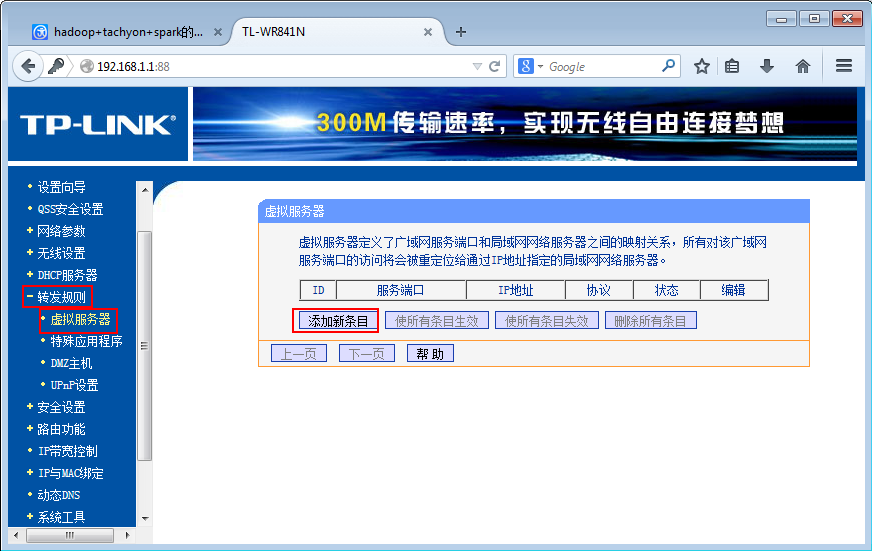 hadoop+tachyon+spark的...
TL-WR841N
192.168.1.1:88
Google
TP-LINK®
300M传输速率，实现无线自由连接梦想
设置向导
QSS安全设置
网络参数
无线设置
DHCP服务器
转发规则
虚拟服务器
特殊应用程序
DMZ主机
UPnP设置
安全设置
路由功能
IP带宽控制
IP与MAC绑定
动态DNS
系统工具
虚拟服务器
虚拟服务器定义了广域网服务端口和局域网网络服务器之间的映射关系，所有对该广域网
服务端口的访问将会被重定位给通过IP地址指定的局域网网络服务器。
ID 服务端口 IP地址 协议 状态 编辑
添加新条目 使所有条目生效 使所有条目失效 删除所有条目
上一页 下一页 帮 助